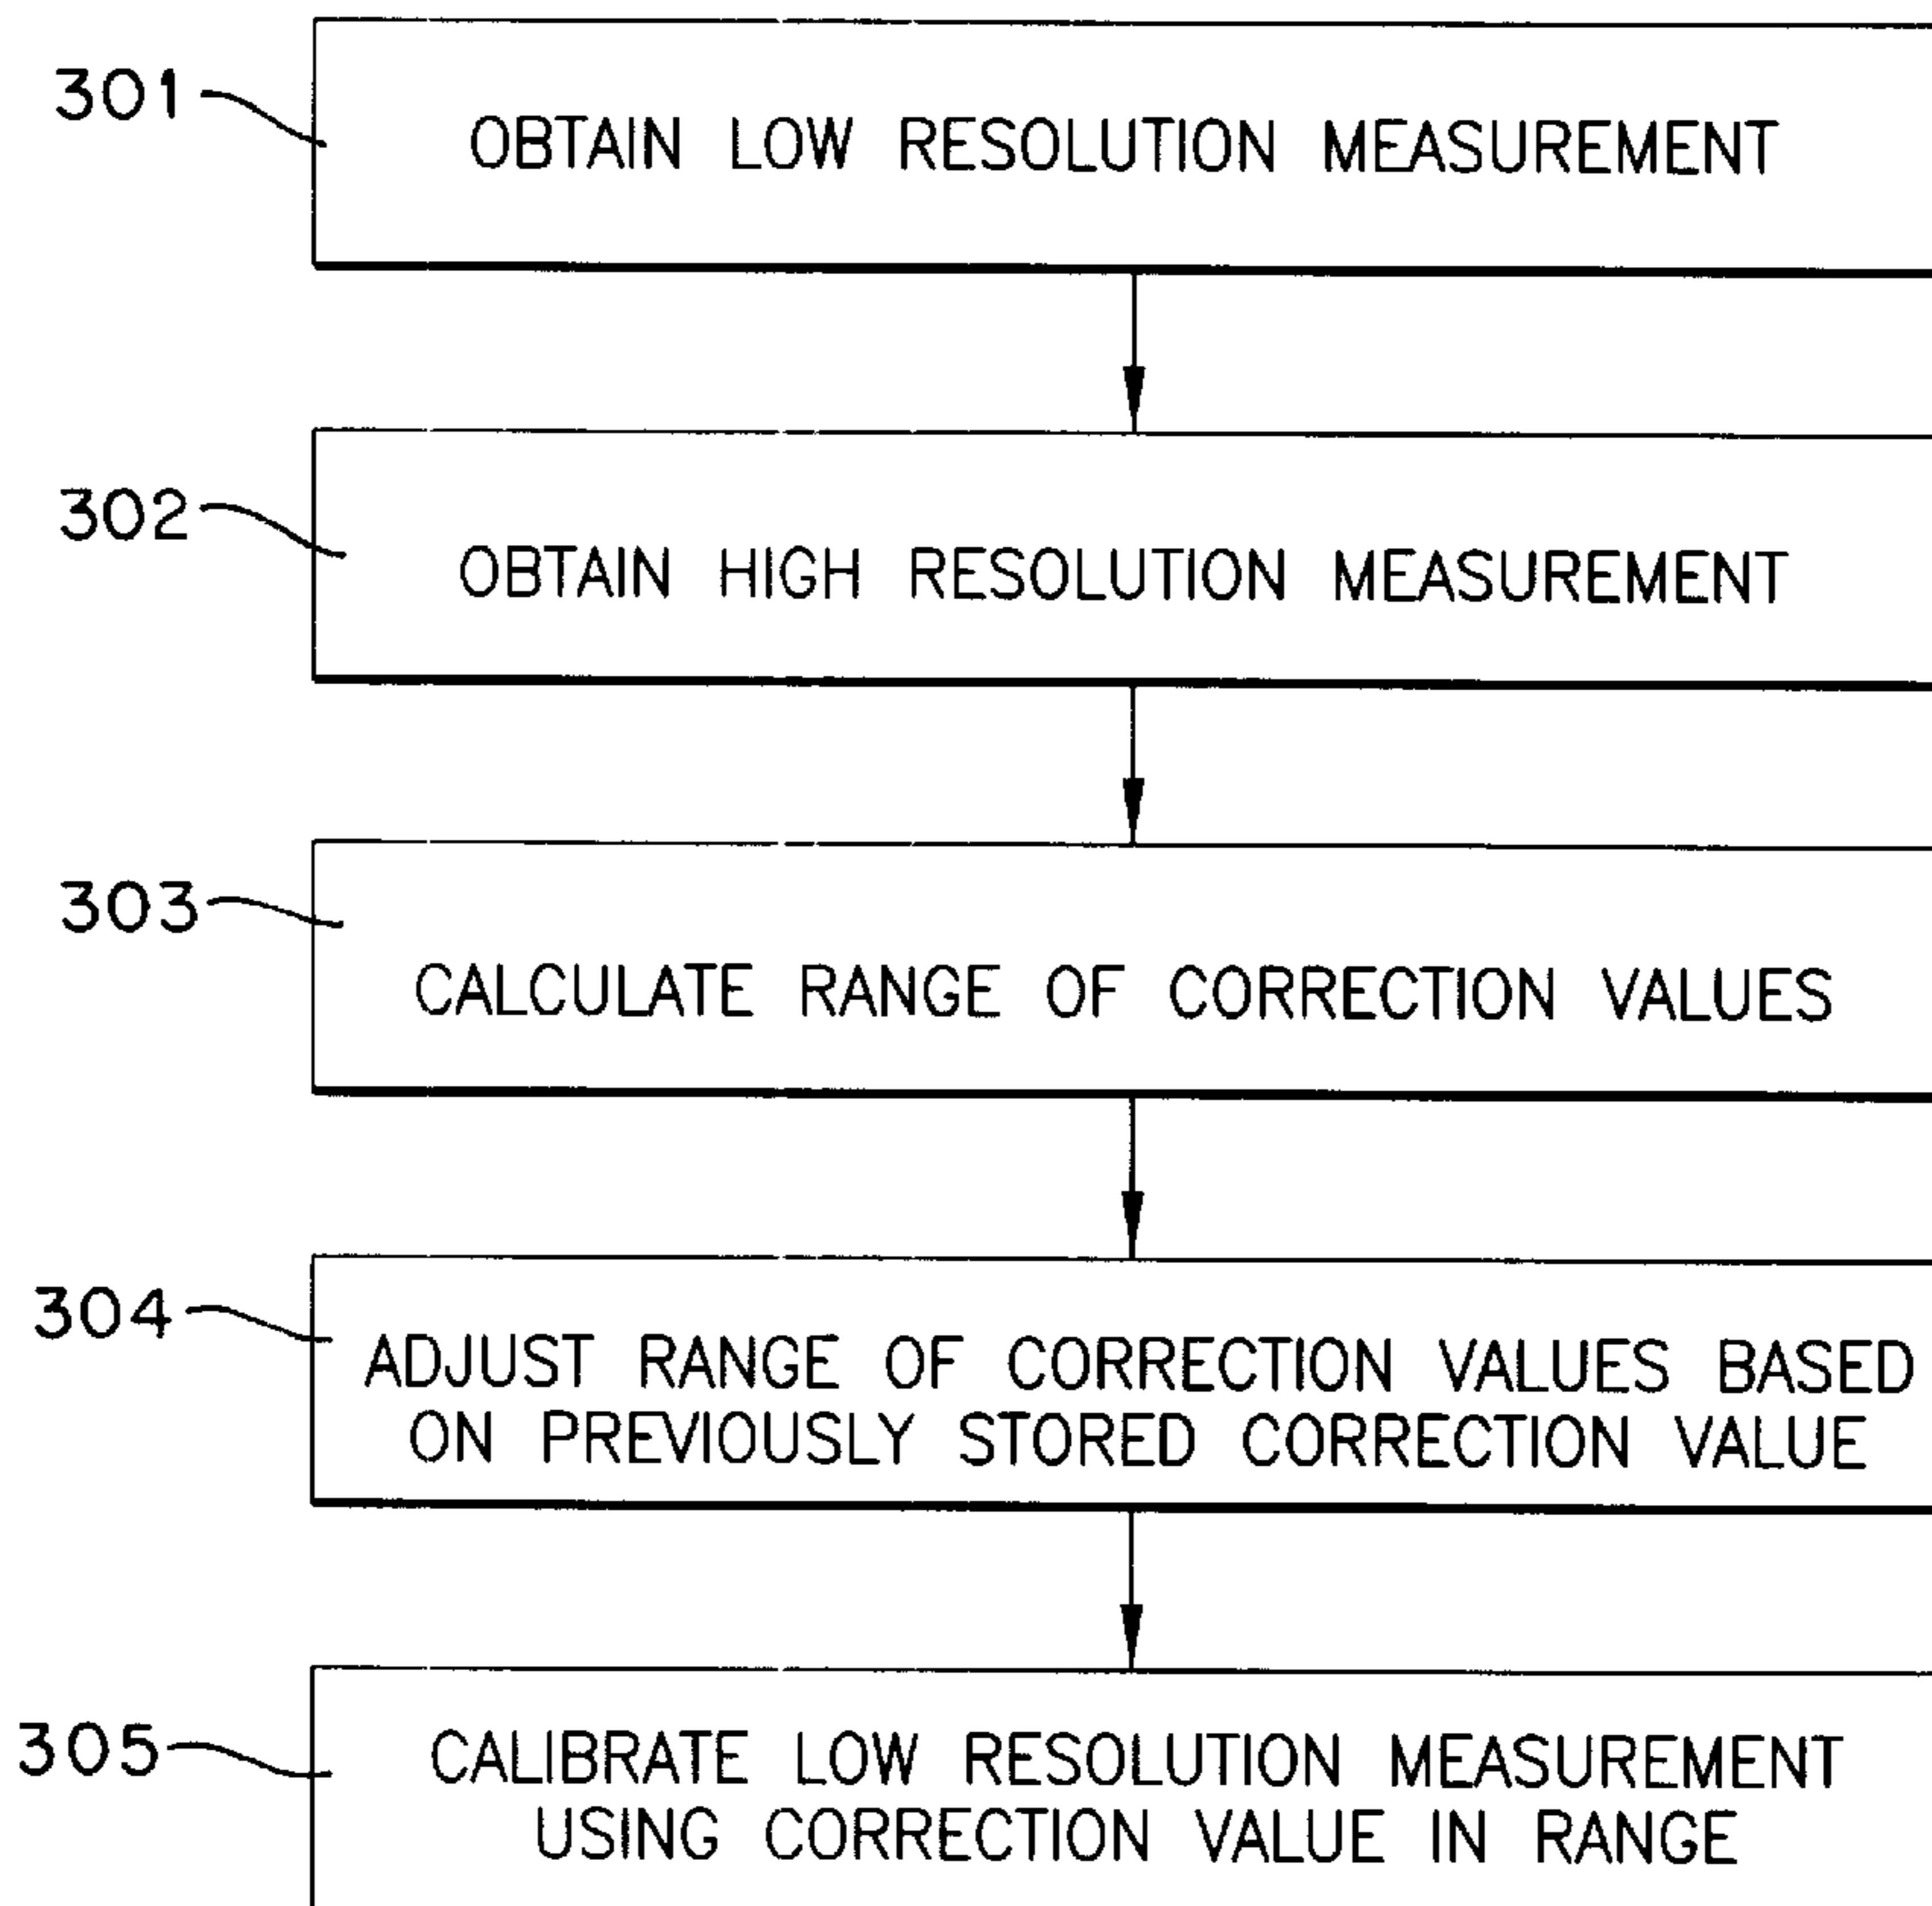 301
OBTAIN LOW RESOLUTION MEASUREMENT
302
OBTAIN HIGH RESOLUTION MEASUREMENT
303
CALCULATE RANGE OF CORRECTION VALUES
304
ADJUST RANGE OF CORRECTION VALUES BASED
ON PREVIOUSLY STORED CORRECTION VALUE
305
CALIBRATE LOW RESOLUTION MEASUREMENT
USING CORRECTION VALUE IN RANGE